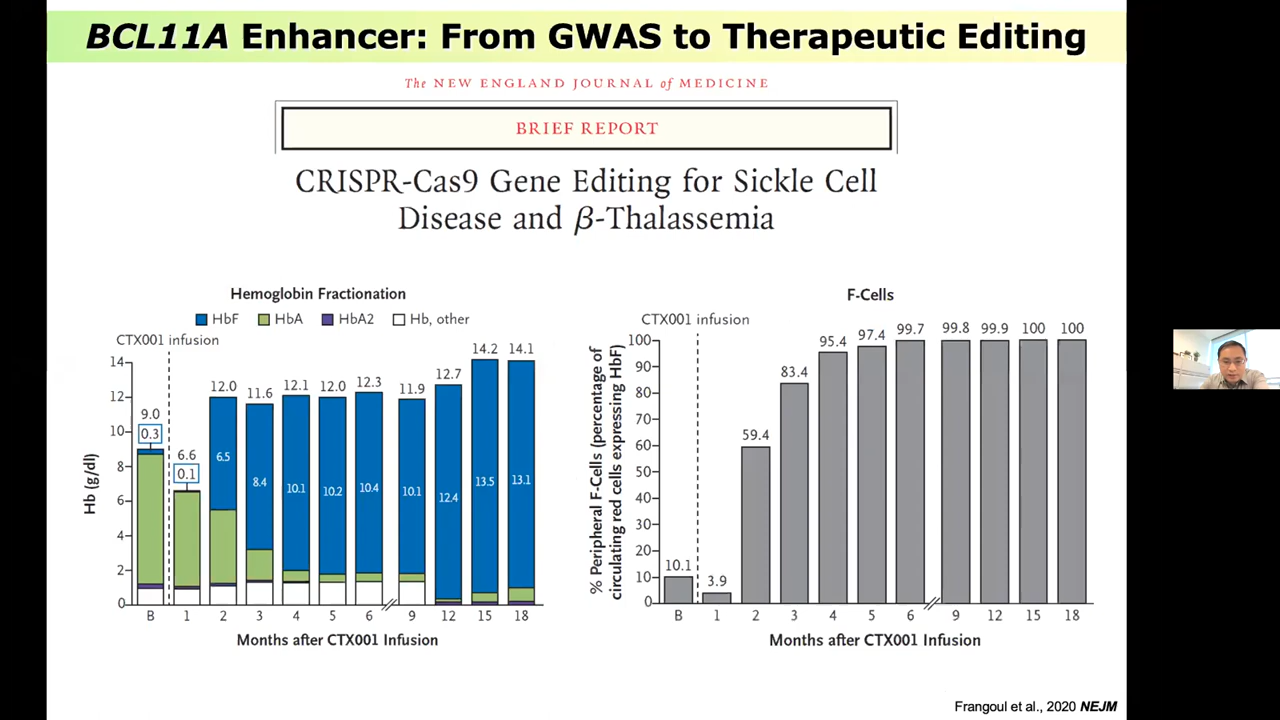 BCL11A Enhancer: From GWAS to Therapeutic Editing
The NEW ENGLAND JOURNAL of MEDICINE
BRIEF REPORT
CRISPR-Cas9 Gene Editing for Sickle Cell
Disease and β-Thalassemia
Hemoglobin Fractionation
HbF HbA HbA2 Hb, other
CTX001 infusion
Hb (g/dl)
14
12
10
8
6
4
2
0
9.0
0.3
6.6
0.1
12.0
6.5
11.6
8.4
12.1
10.1
12.0
10.2
12.3
10.4
11.9
10.1
12.7
12.4
14.2
13.5
14.1
13.1
B 1 2 3 4 5 6 9 12 15 18
Months after CTX001 Infusion
F-Cells
CTX001 infusion
% Peripheral F-Cells (percentage of
circulating red cells expressing HbF)
100
90
80
70
60
50
40
30
20
10
0
10.1 3.9 59.4 83.4 95.4 97.4 99.7 99.8 99.9 100 100
B 1 2 3 4 5 6 9 12 15 18
Months after CTX001 Infusion
Frangoul et al., 2020 NEJM